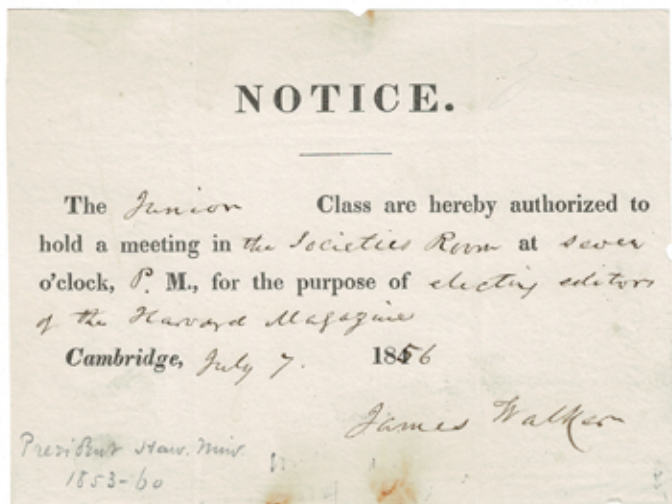 NOTICE.
The Junior Class are hereby authorized to
hold a meeting in the Societies Room at seven
o'clock, P. M., for the purpose of electing editors
of the Harvard Magazine
Cambridge, July 7. 1856
James Walker
President Harv. Univ
1853-60